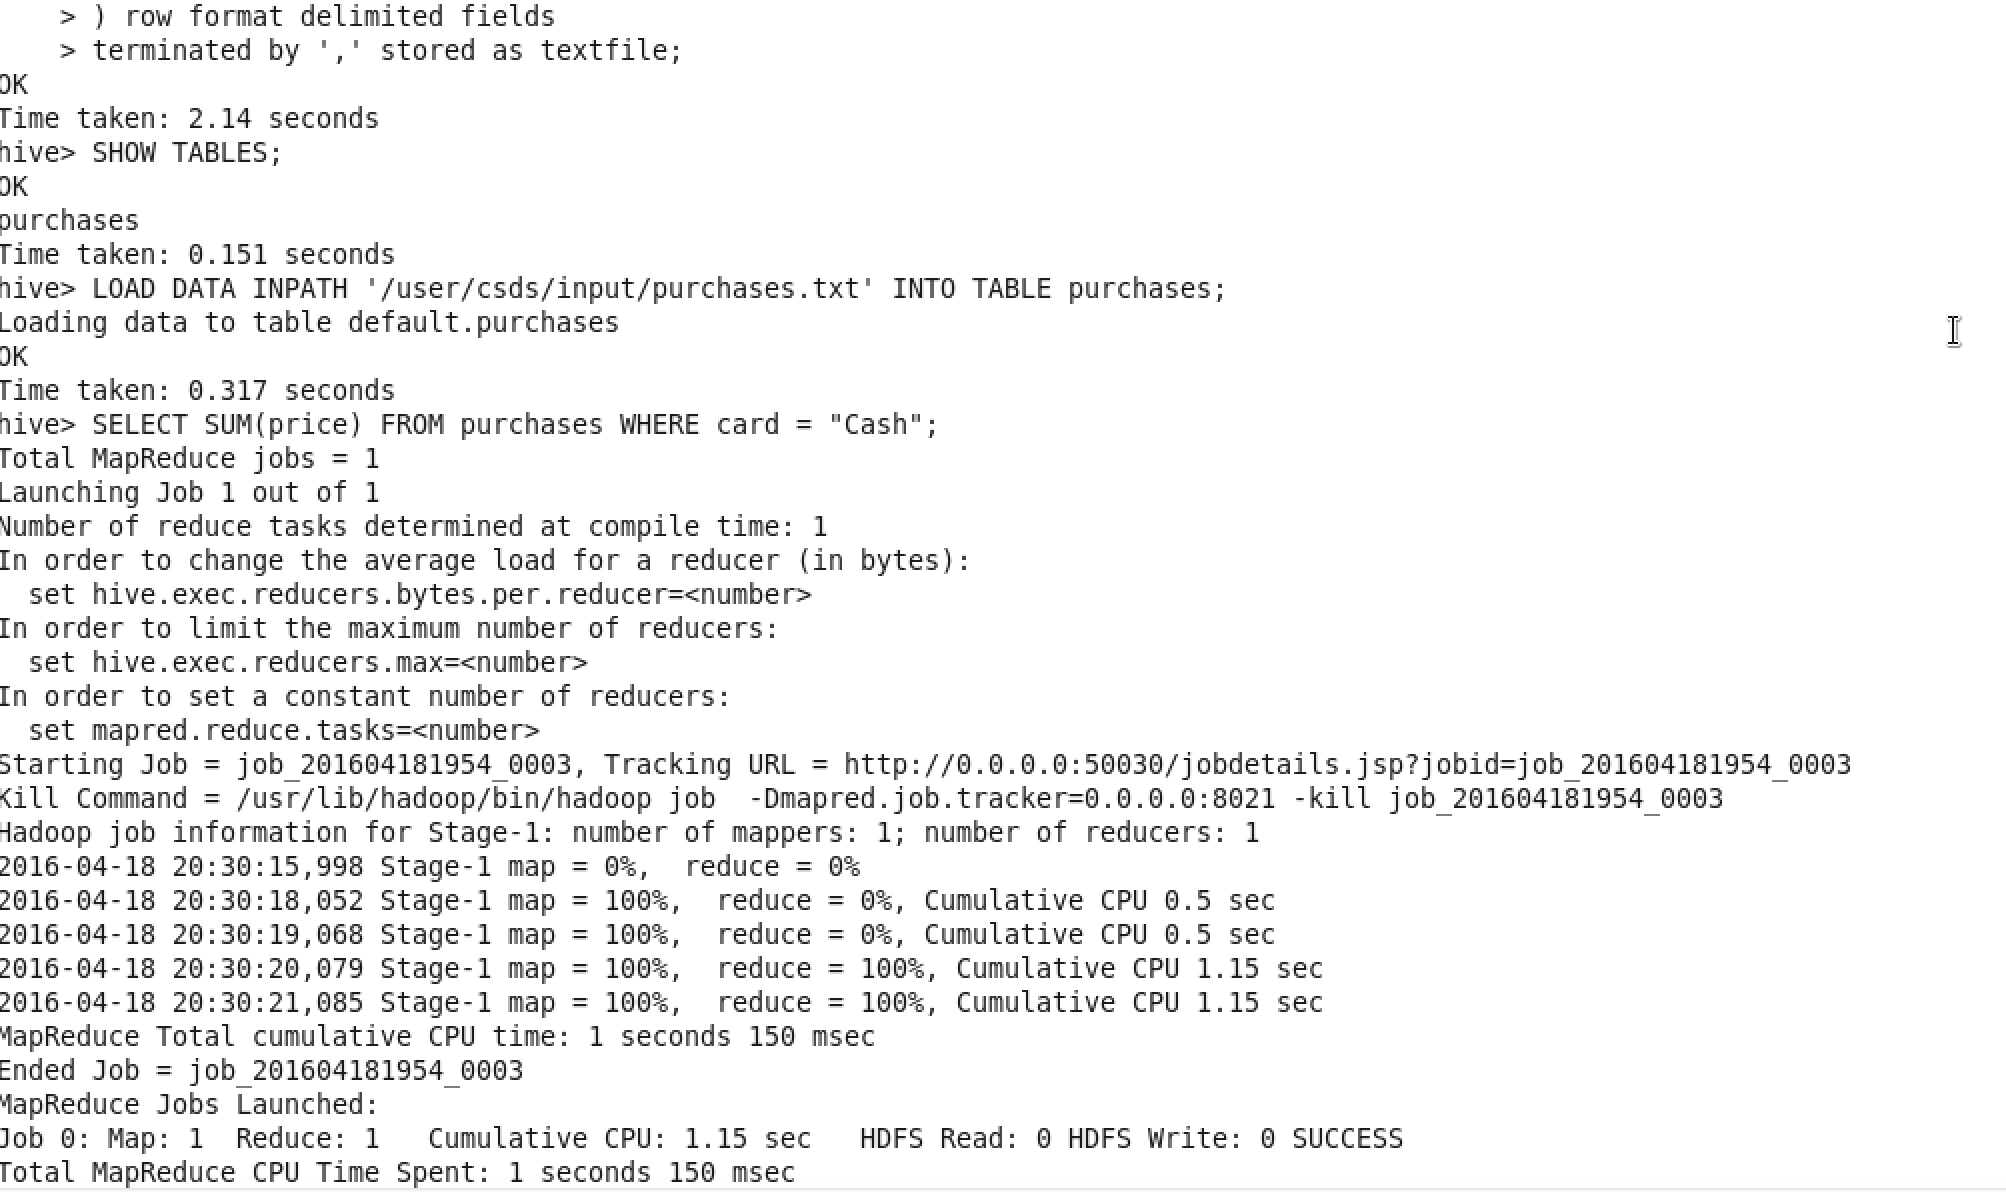 > ) row format delimited fields
> terminated by ',' stored as textfile;
OK
Time taken: 2.14 seconds
hive> SHOW TABLES;
OK
purchases
Time taken: 0.151 seconds
hive> LOAD DATA INPATH '/user/csds/input/purchases.txt' INTO TABLE purchases;
Loading data to table default.purchases
OK
Time taken: 0.317 seconds
hive> SELECT SUM(price) FROM purchases WHERE card = "Cash";
Total MapReduce jobs = 1
Launching Job 1 out of 1
Number of reduce tasks determined at compile time: 1
In order to change the average load for a reducer (in bytes):
  set hive.exec.reducers.bytes.per.reducer=<number>
In order to limit the maximum number of reducers:
  set hive.exec.reducers.max=<number>
In order to set a constant number of reducers:
  set mapred.reduce.tasks=<number>
Starting Job = job_201604181954_0003, Tracking URL = http://0.0.0.0:50030/jobdetails.jsp?jobid=job_201604181954_0003
Kill Command = /usr/lib/hadoop/bin/hadoop job  -Dmapred.job.tracker=0.0.0.0:8021 -kill job_201604181954_0003
Hadoop job information for Stage-1: number of mappers: 1; number of reducers: 1
2016-04-18 20:30:15,998 Stage-1 map = 0%,  reduce = 0%
2016-04-18 20:30:18,052 Stage-1 map = 100%,  reduce = 0%, Cumulative CPU 0.5 sec
2016-04-18 20:30:19,068 Stage-1 map = 100%,  reduce = 0%, Cumulative CPU 0.5 sec
2016-04-18 20:30:20,079 Stage-1 map = 100%,  reduce = 100%, Cumulative CPU 1.15 sec
2016-04-18 20:30:21,085 Stage-1 map = 100%,  reduce = 100%, Cumulative CPU 1.15 sec
MapReduce Total cumulative CPU time: 1 seconds 150 msec
Ended Job = job_201604181954_0003
MapReduce Jobs Launched:
Job 0: Map: 1  Reduce: 1   Cumulative CPU: 1.15 sec   HDFS Read: 0 HDFS Write: 0 SUCCESS
Total MapReduce CPU Time Spent: 1 seconds 150 msec